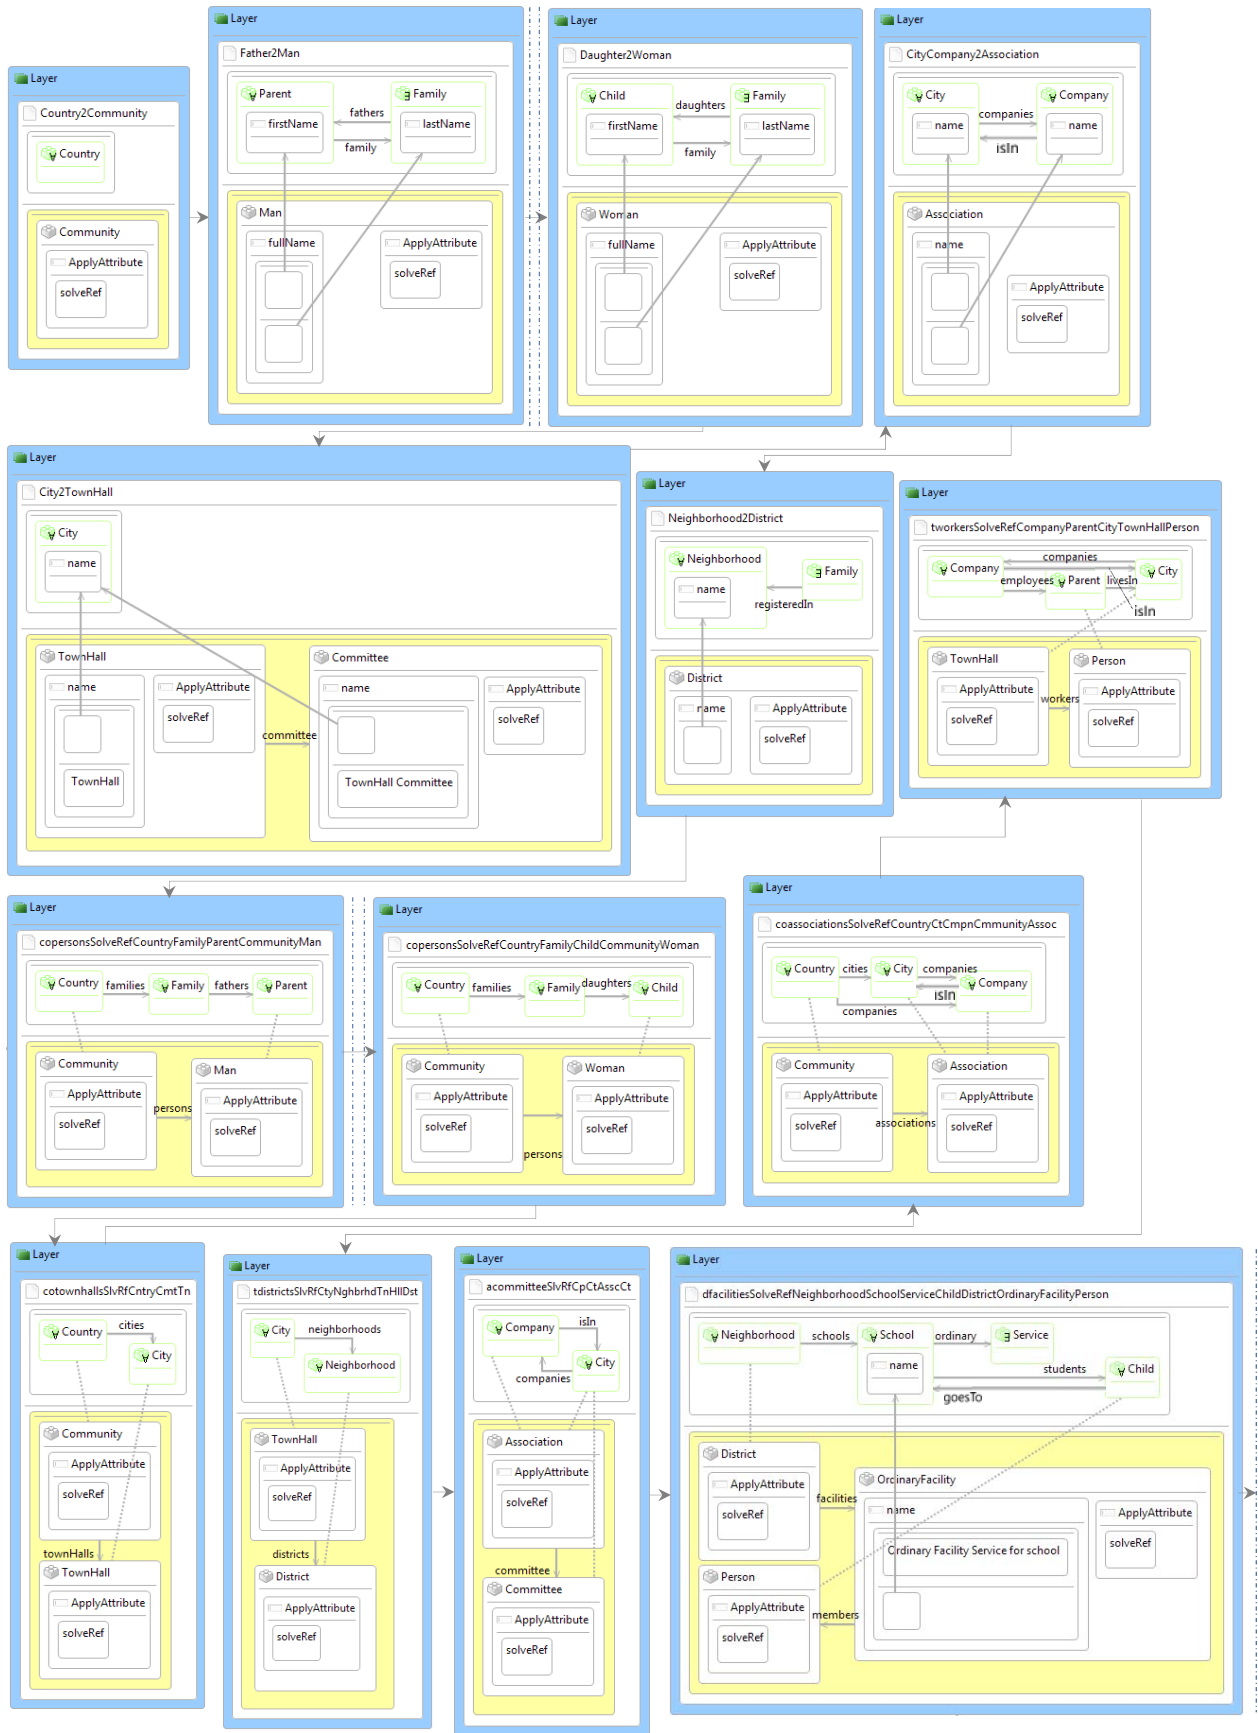 Layer
Country2Community
Country
Community
ApplyAttribute
solveRef
Layer
Father2Man
Parent
firstName
fathers
family
Family
lastName
Man
fullName
ApplyAttribute
solveRef
Layer
Daughter2Woman
Child
firstName
daughters
family
Family
lastName
Woman
fullName
ApplyAttribute
solveRef
Layer
CityCompany2Association
City
name
companies
isIn
Company
name
Association
name
ApplyAttribute
solveRef
Layer
City2TownHall
City
name
TownHall
name
TownHall
ApplyAttribute
solveRef
committee
Committee
name
TownHall Committee
ApplyAttribute
solveRef
Layer
Neighborhood2District
Neighborhood
name
Family
registeredIn
District
name
ApplyAttribute
solveRef
Layer
tworkersSolveRefCompanyParentCityTownHallPerson
companies
Company
City
employees
Parent
livesIn
isIn
TownHall
ApplyAttribute
solveRef
workers
Person
ApplyAttribute
solveRef
Layer
copersonsSolveRefCountryFamilyParentCommunityMan
Country
families
Family
fathers
Parent
Community
ApplyAttribute
solveRef
persons
Man
ApplyAttribute
solveRef
Layer
copersonsSolveRefCountryFamilyChildCommunityWoman
Country
families
Family
daughters
Child
Community
ApplyAttribute
solveRef
persons
Woman
ApplyAttribute
solveRef
Layer
coassociationsSolveRefCountryCtCmpnCmmunityAssoc
Country
cities
City
companies
isIn
Company
companies
Community
ApplyAttribute
solveRef
associations
Association
ApplyAttribute
solveRef
Layer
cotownhallsSlvRfCntryCmtTn
Country
cities
City
Community
ApplyAttribute
solveRef
townHalls
TownHall
ApplyAttribute
solveRef
Layer
tdistrictsSlvRfCtyNghbrhdTnHllDst
City
neighborhoods
Neighborhood
TownHall
ApplyAttribute
solveRef
districts
District
ApplyAttribute
solveRef
Layer
acommitteeSlvRfCpCtAsscCt
Company
isIn
City
companies
Association
ApplyAttribute
solveRef
committee
Committee
ApplyAttribute
solveRef
Layer
dfacilitiesSolveRefNeighborhoodSchoolServiceChildDistrictOrdinaryFacilityPerson
Neighborhood
schools
School
name
ordinary
Service
students
Child
goesTo
District
ApplyAttribute
solveRef
facilities
OrdinaryFacility
name
Ordinary Facility Service for school
ApplyAttribute
solveRef
Person
ApplyAttribute
solveRef
members